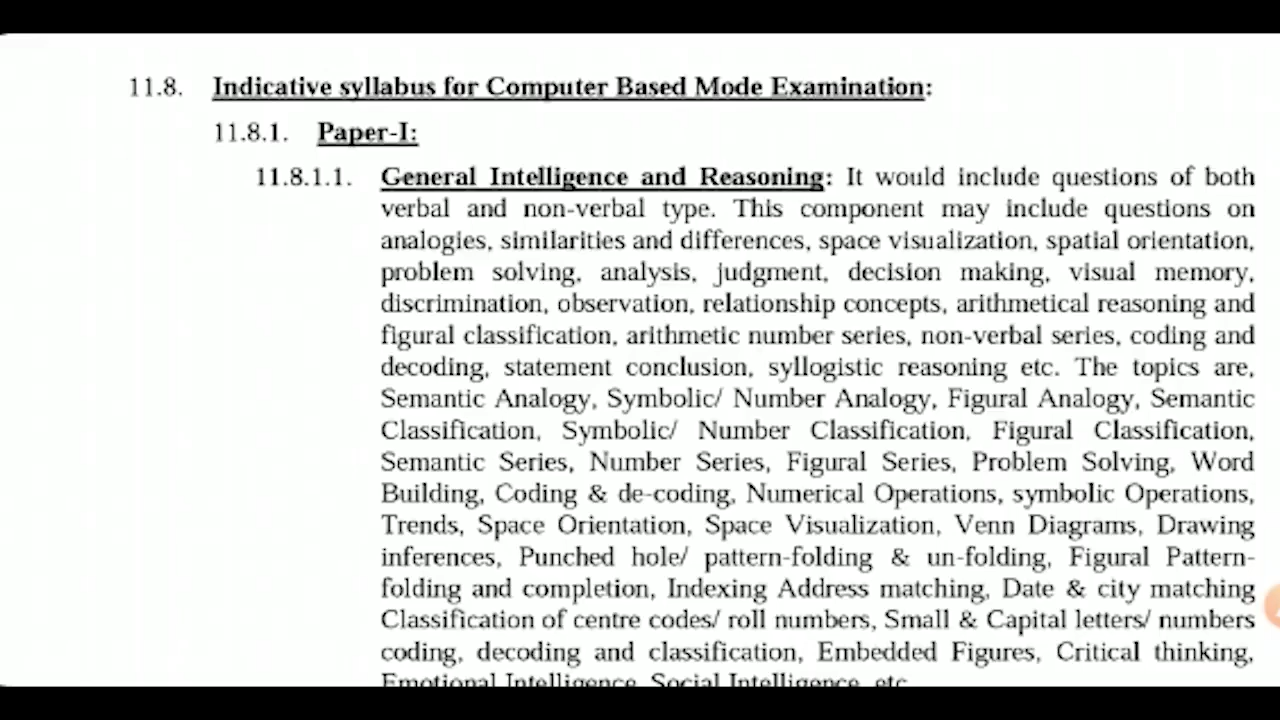 11.8. Indicative syllabus for Computer Based Mode Examination:
11.8.1. Paper-I:
11.8.1.1. General Intelligence and Reasoning: It would include questions of both
verbal and non-verbal type. This component may include questions on
analogies, similarities and differences, space visualization, spatial orientation,
problem solving, analysis, judgment, decision making, visual memory,
discrimination, observation, relationship concepts, arithmetical reasoning and
figural classification, arithmetic number series, non-verbal series, coding and
decoding, statement conclusion, syllogistic reasoning etc. The topics are,
Semantic Analogy, Symbolic/ Number Analogy, Figural Analogy, Semantic
Classification, Symbolic/ Number Classification, Figural Classification,
Semantic Series, Number Series, Figural Series, Problem Solving, Word
Building, Coding & de-coding, Numerical Operations, symbolic Operations,
Trends, Space Orientation, Space Visualization, Venn Diagrams, Drawing
inferences, Punched hole/ pattern-folding & un-folding, Figural Pattern-
folding and completion, Indexing Address matching, Date & city matching
Classification of centre codes/ roll numbers, Small & Capital letters/ numbers
coding, decoding and classification, Embedded Figures, Critical thinking,
Emotional Intelligence, Social Intelligence, etc